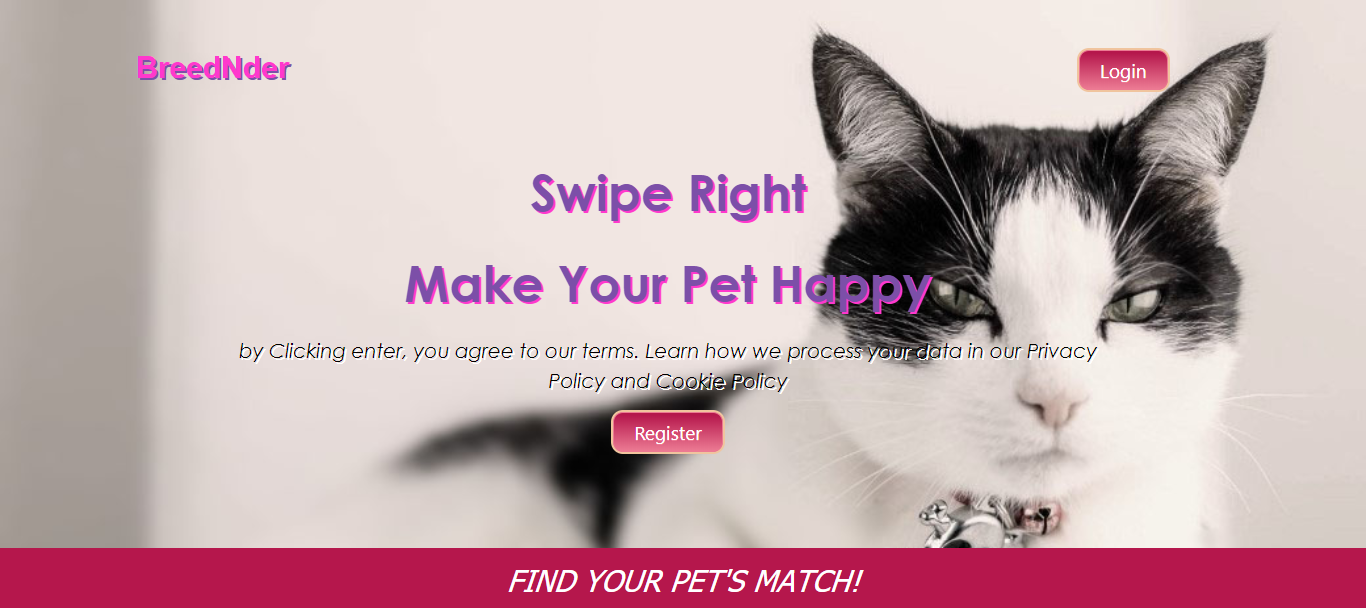 BreedNder
Login
Swipe Right
Make Your Pet Happy
by Clicking enter, you agree to our terms. Learn how we process your data in our Privacy
Policy and Cookie Policy
Register
FIND YOUR PET'S MATCH!